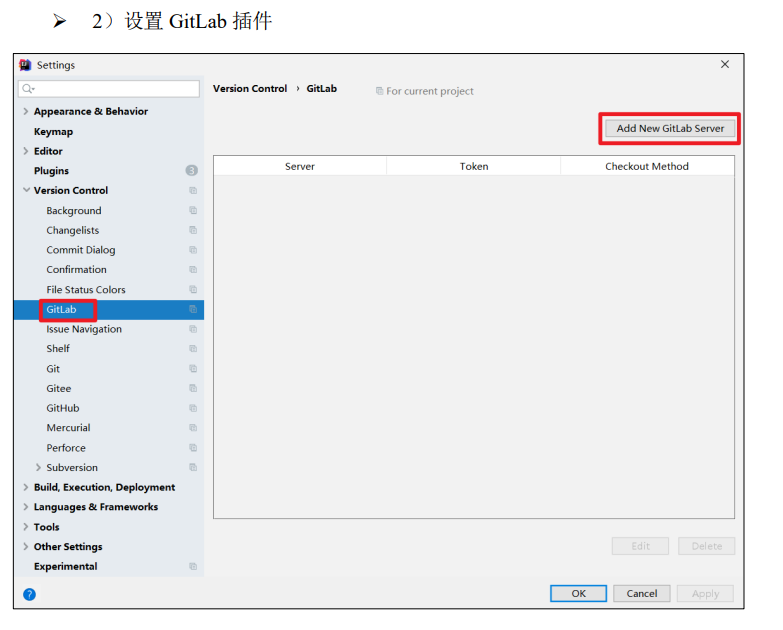 ➢ 2）设置 GitLab 插件
Settings
Version Control › GitLab
For current project
Appearance & Behavior
Keymap
Editor
Plugins 3
Version Control
Background
Changelists
Commit Dialog
Confirmation
File Status Colors
GitLab
Issue Navigation
Shelf
Git
Gitee
GitHub
Mercurial
Perforce
Subversion
Build, Execution, Deployment
Languages & Frameworks
Tools
Other Settings
Experimental
Add New GitLab Server
Server Token Checkout Method
Edit Delete
? OK Cancel Apply